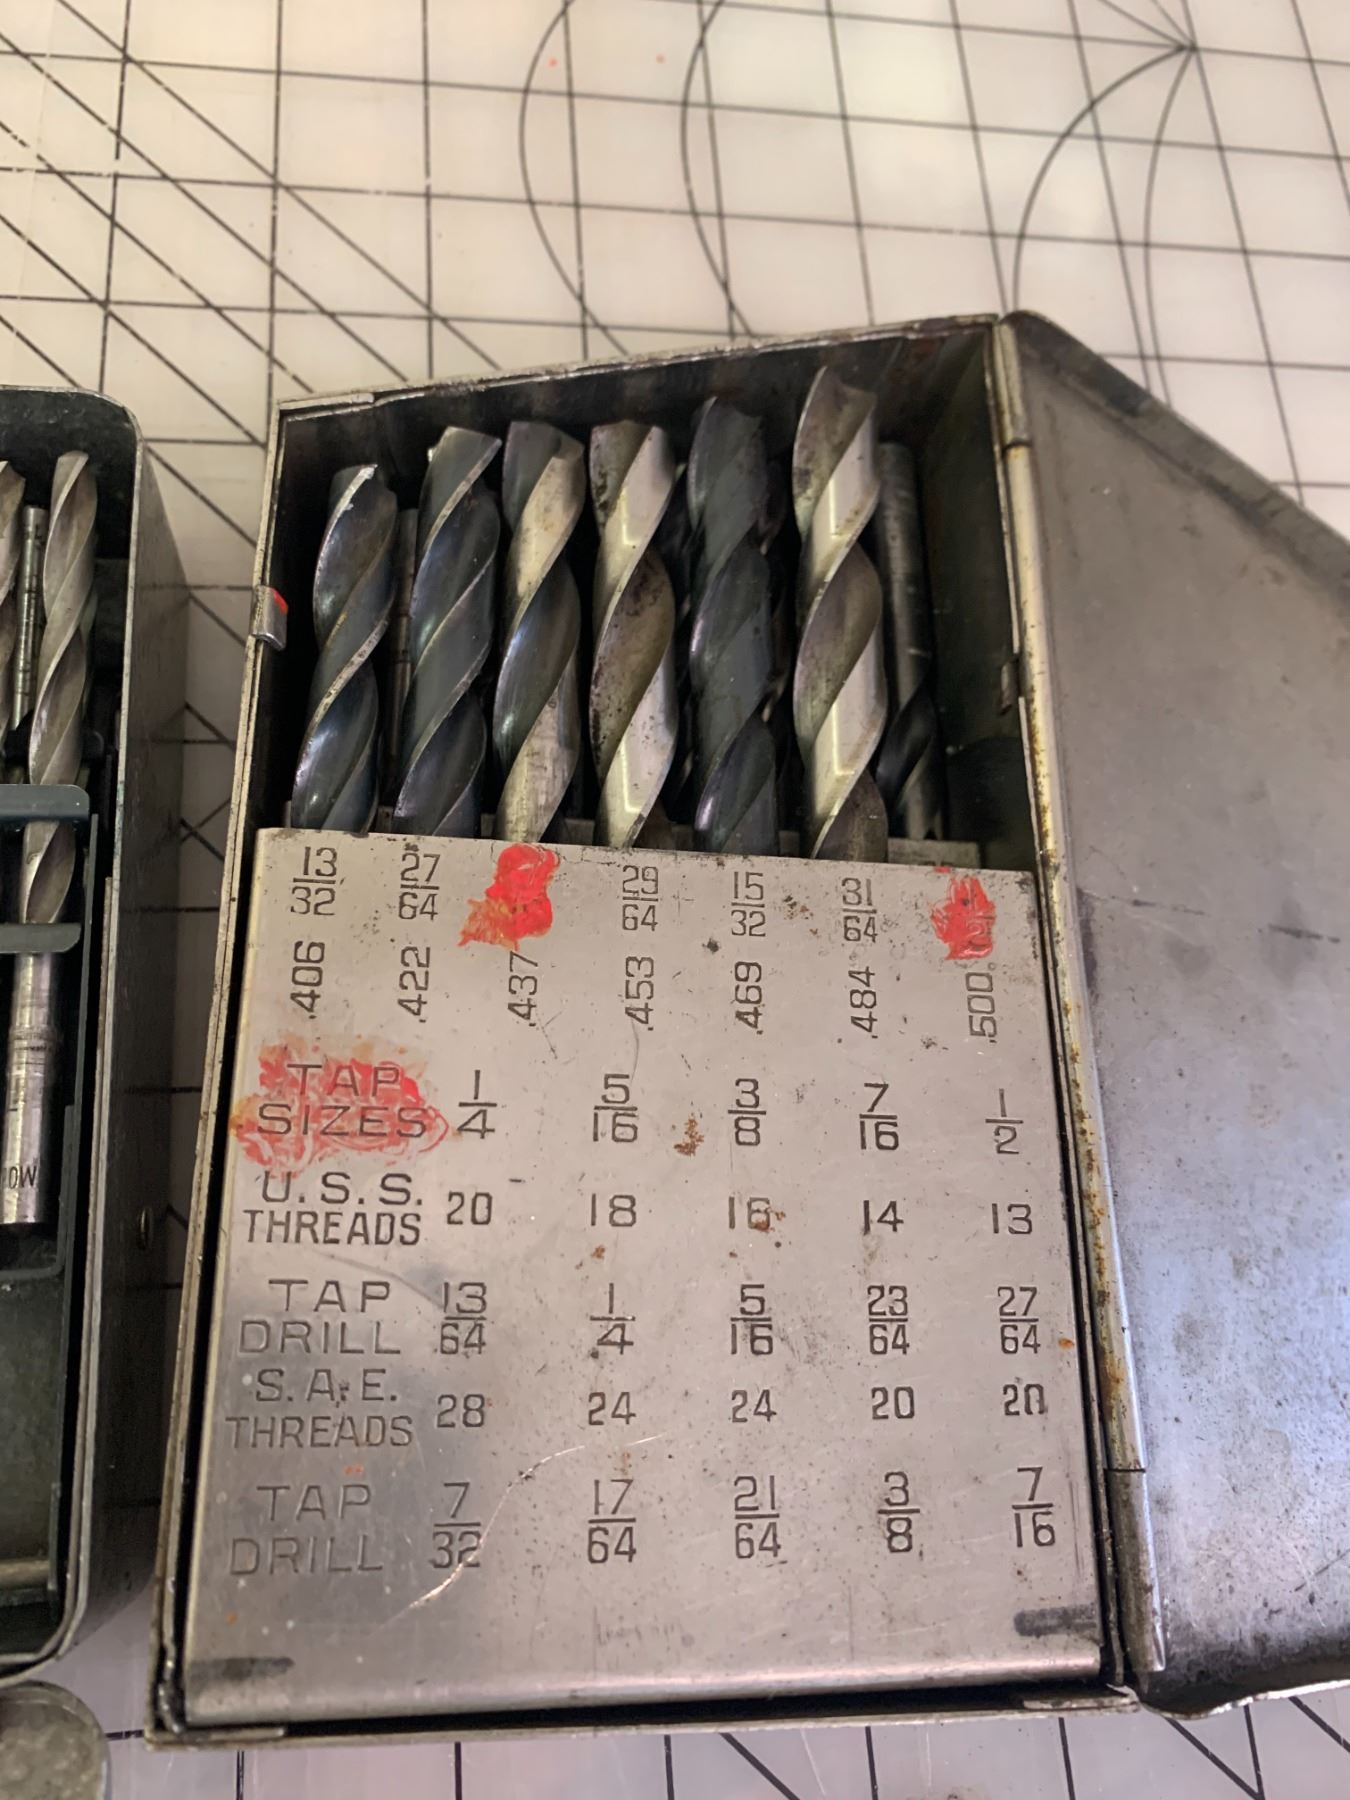 13/32 27/64 29/64 15/32 31/64
.406 .422 .437 .453 .469 .484 .500
TAP SIZES 1/4 5/16 3/8 7/16 1/2
U.S.S. THREADS 20 18 16 14 13
TAP DRILL 13/64 1/4 5/16 23/64 27/64
S.A.E. THREADS 28 24 24 20 20
TAP DRILL 7/32 17/64 21/64 3/8 7/16